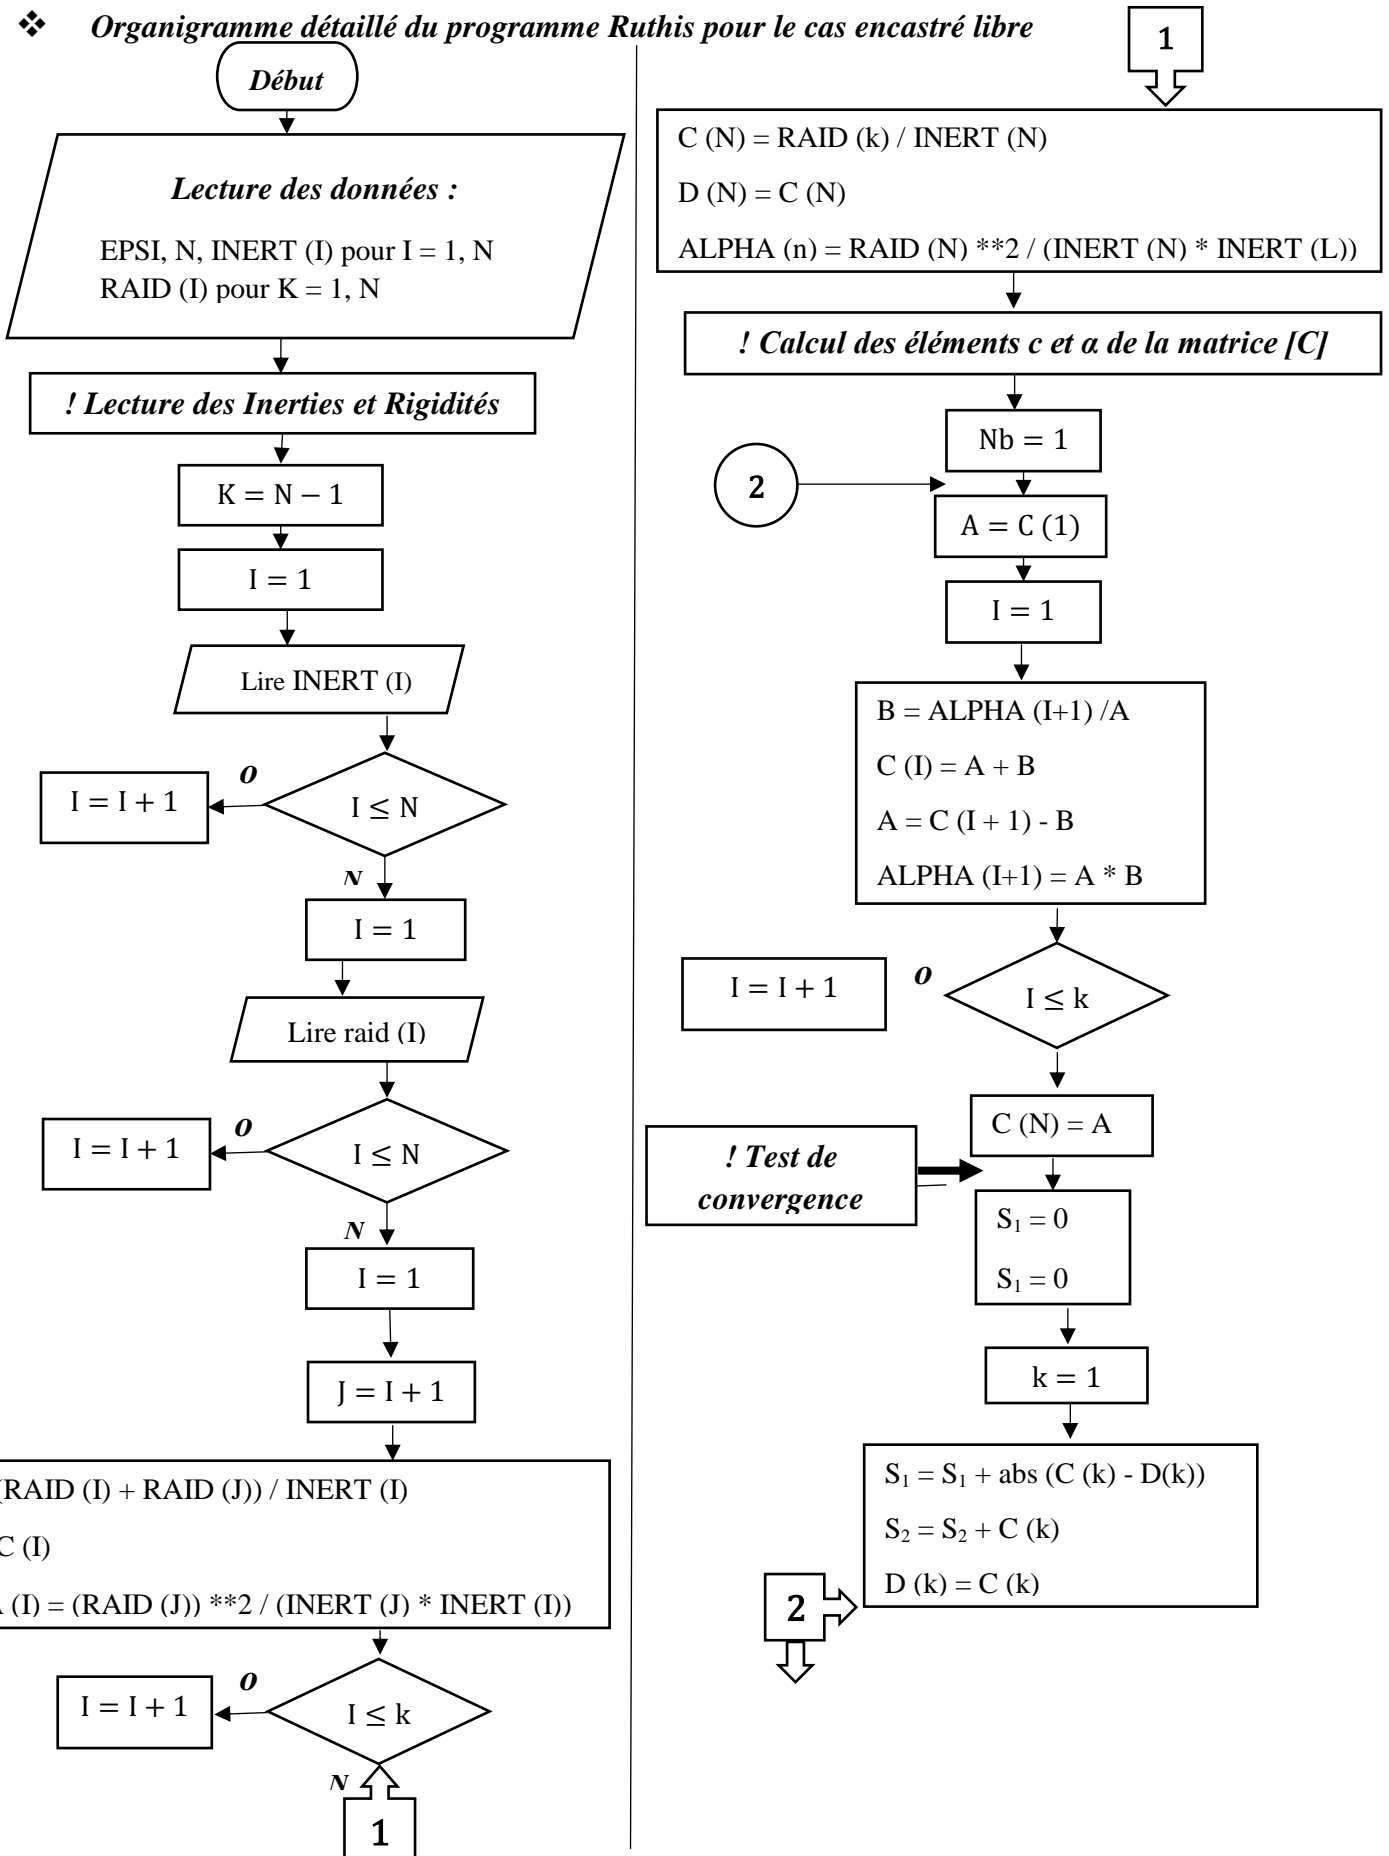 ❖ Organigramme détaillé du programme Ruthis pour le cas encastré libre
Début
Lecture des données :
EPSI, N, INERT (I) pour I = 1, N
RAID (I) pour K = 1, N
! Lecture des Inerties et Rigidités
K = N − 1
I = 1
Lire INERT (I)
I ≤ N
O
I = I + 1
N
I = 1
Lire raid (I)
I ≤ N
O
I = I + 1
N
I = 1
J = I + 1
(RAID (I) + RAID (J)) / INERT (I)
C (I)
A (I) = (RAID (J)) **2 / (INERT (J) * INERT (I))
I ≤ k
O
I = I + 1
N
1
1
C (N) = RAID (k) / INERT (N)
D (N) = C (N)
ALPHA (n) = RAID (N) **2 / (INERT (N) * INERT (L))
! Calcul des éléments c et α de la matrice [C]
Nb = 1
2
A = C (1)
I = 1
B = ALPHA (I+1) /A
C (I) = A + B
A = C (I + 1) - B
ALPHA (I+1) = A * B
I ≤ k
O
I = I + 1
C (N) = A
! Test de
convergence
S₁ = 0
S₁ = 0
k = 1
S₁ = S₁ + abs (C (k) - D(k))
S₂ = S₂ + C (k)
D (k) = C (k)
2